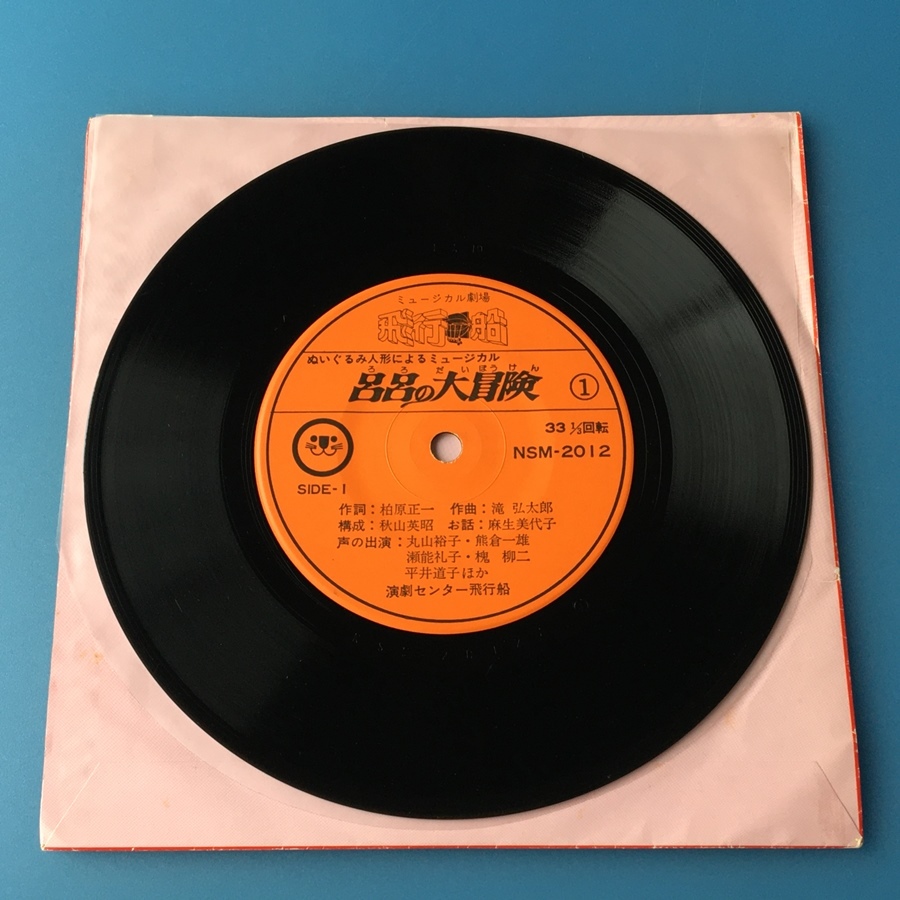 ミュージカル劇場
飛行船
ぬいぐるみ人形によるミュージカル
ろろ だいぼうけん
呂呂の大冒険 ①
33 1/3回転
NSM-2012
SIDE-1
作詞：柏原正一 作曲：滝 弘太郎
構成：秋山英昭 お話：麻生美代子
声の出演：丸山裕子・熊倉一雄
瀬能礼子・槐 柳二
平井道子ほか
演劇センター飛行船